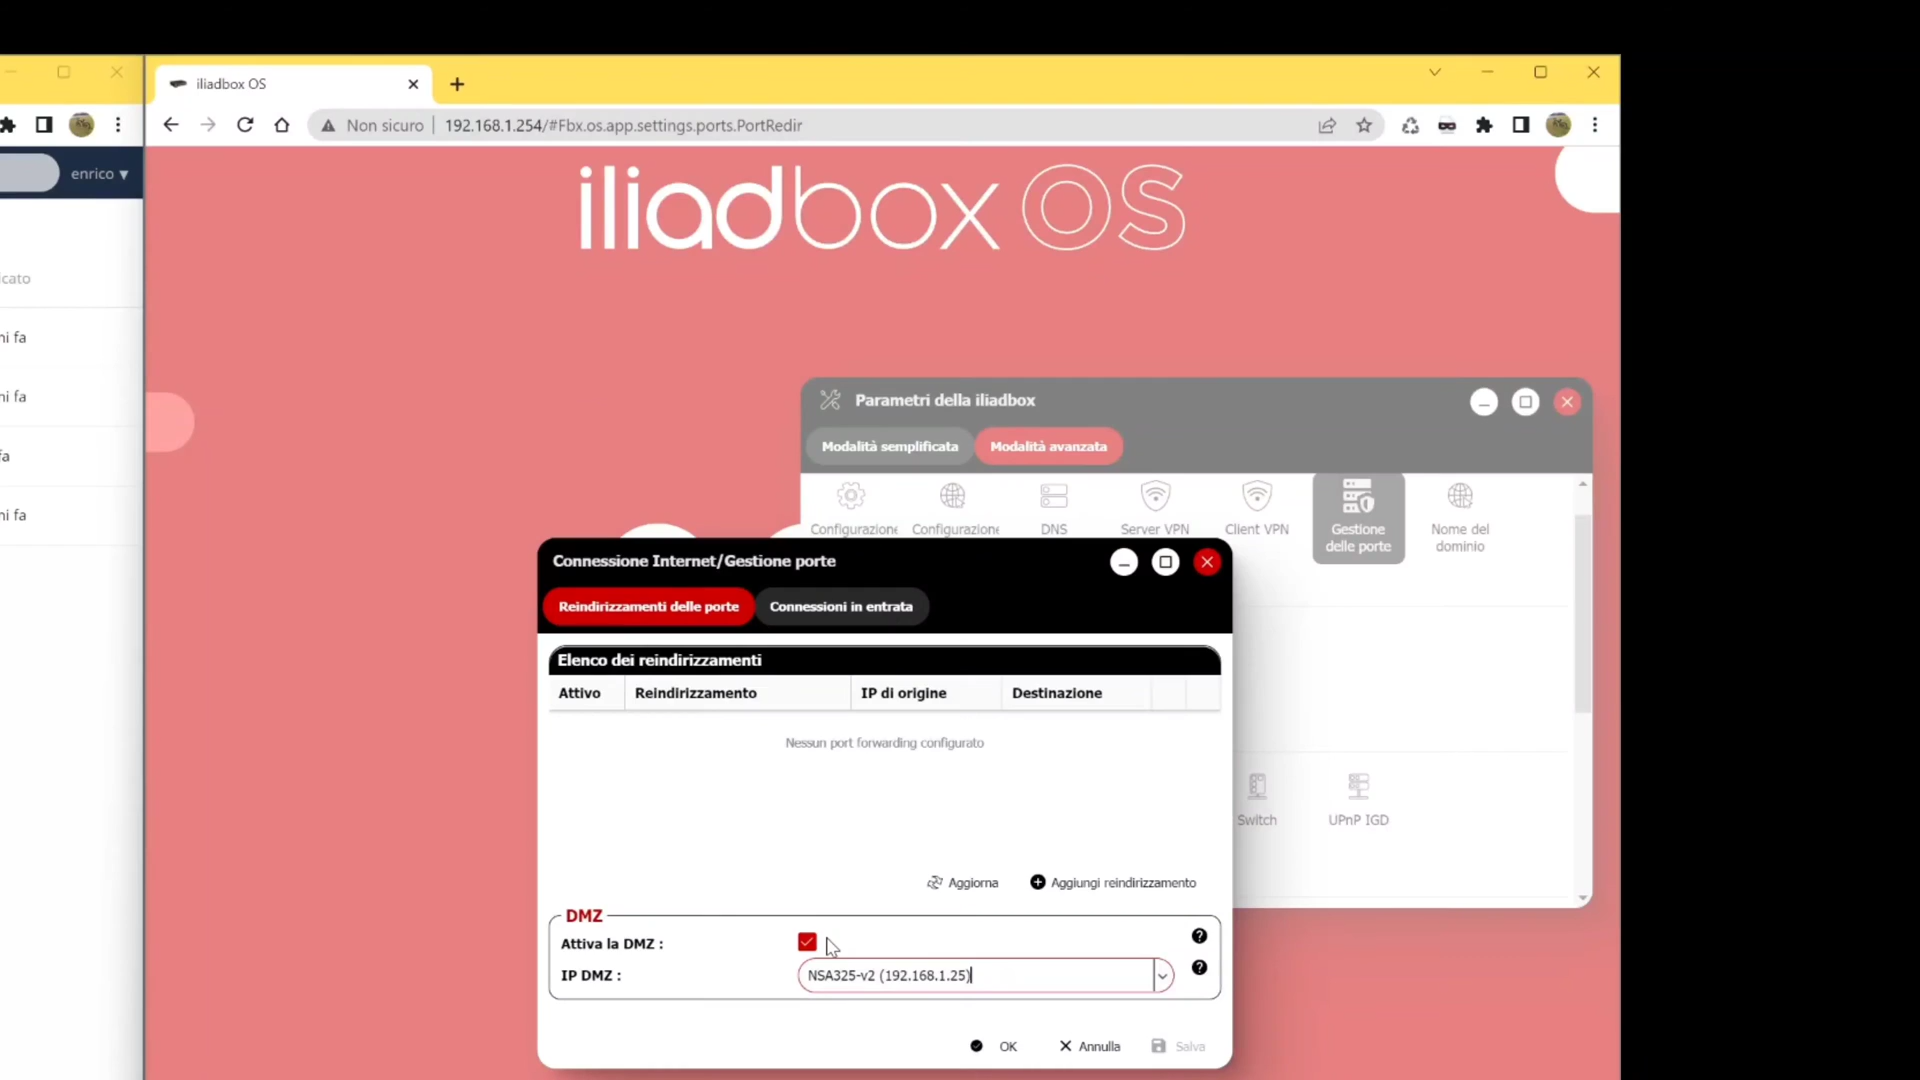 iliadbox OS
Non sicuro
192.168.1.254/#Fbx.os.app.settings.ports.PortRedir
enrico ▾
icato
ni fa
ni fa
fa
ni fa
iliadbox OS
Parametri della iliadbox
Modalità semplificata
Modalità avanzata
Configurazione
Configurazione
DNS
Server VPN
Client VPN
Gestione
delle porte
Nome del
dominio
Switch
UPnP IGD
Connessione Internet/Gestione porte
Reindirizzamenti delle porte
Connessioni in entrata
Elenco dei reindirizzamenti
Attivo
Reindirizzamento
IP di origine
Destinazione
Nessun port forwarding configurato
Aggiorna
Aggiungi reindirizzamento
DMZ
Attiva la DMZ :
IP DMZ :
NSA325-v2 (192.168.1.25)
OK
Annulla
Salva